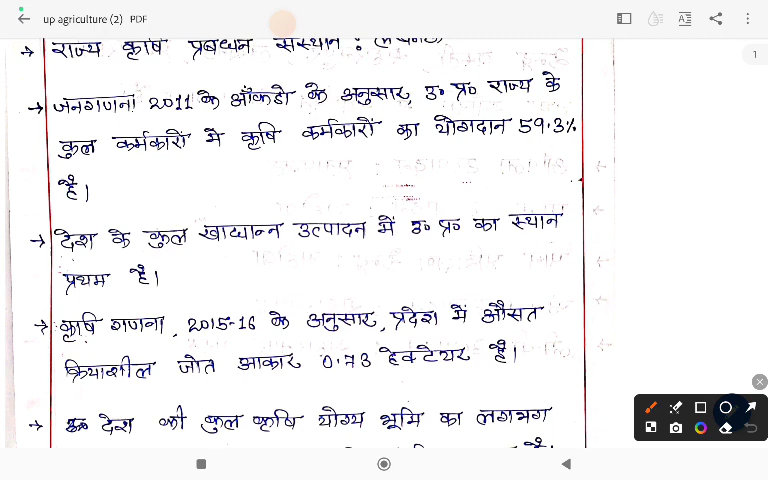 up agriculture (2) PDF
1
→ राज्य कृषि प्रबंधन संस्थान :
→ जनगणना 2011 के आँकडो के अनुसार, उ० प्र० राज्य के
कुल कर्मकारों में कृषि कर्मकारों का योगदान 59.3%
है।
→ देश के कुल खाद्यान्न उत्पादन में उ० प्र० का स्थान
प्रथम है।
→ कृषि गणना, 2015-16 के अनुसार, प्रदेश में औसत
क्रियाशील जोत आकार 0.73 हेक्टेयर है।
→ देश की कुल कृषि योग्य भूमि का लगभग
है।